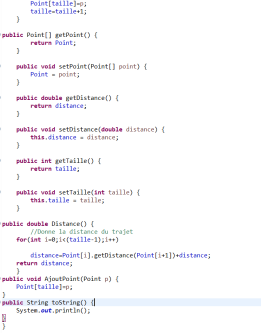 Point[taille]=p;
taille=taille+1;
}
public Point[] getPoint() {
return Point;
}
public void setPoint(Point[] point) {
Point = point;
}
public double getDistance() {
return distance;
}
public void setDistance(double distance) {
this.distance = distance;
}
public int getTaille() {
return taille;
}
public void setTaille(int taille) {
this.taille = taille;
}
public double Distance() {
//Donne la distance du trajet
for(int i=0;i<(taille-1);i++)
distance=Point[i].getDistance(Point[i+1])+distance;
return distance;
}
public void AjoutPoint(Point p) {
Point[taille]=p;
}
public String toString() {
System.out.println();
}
}